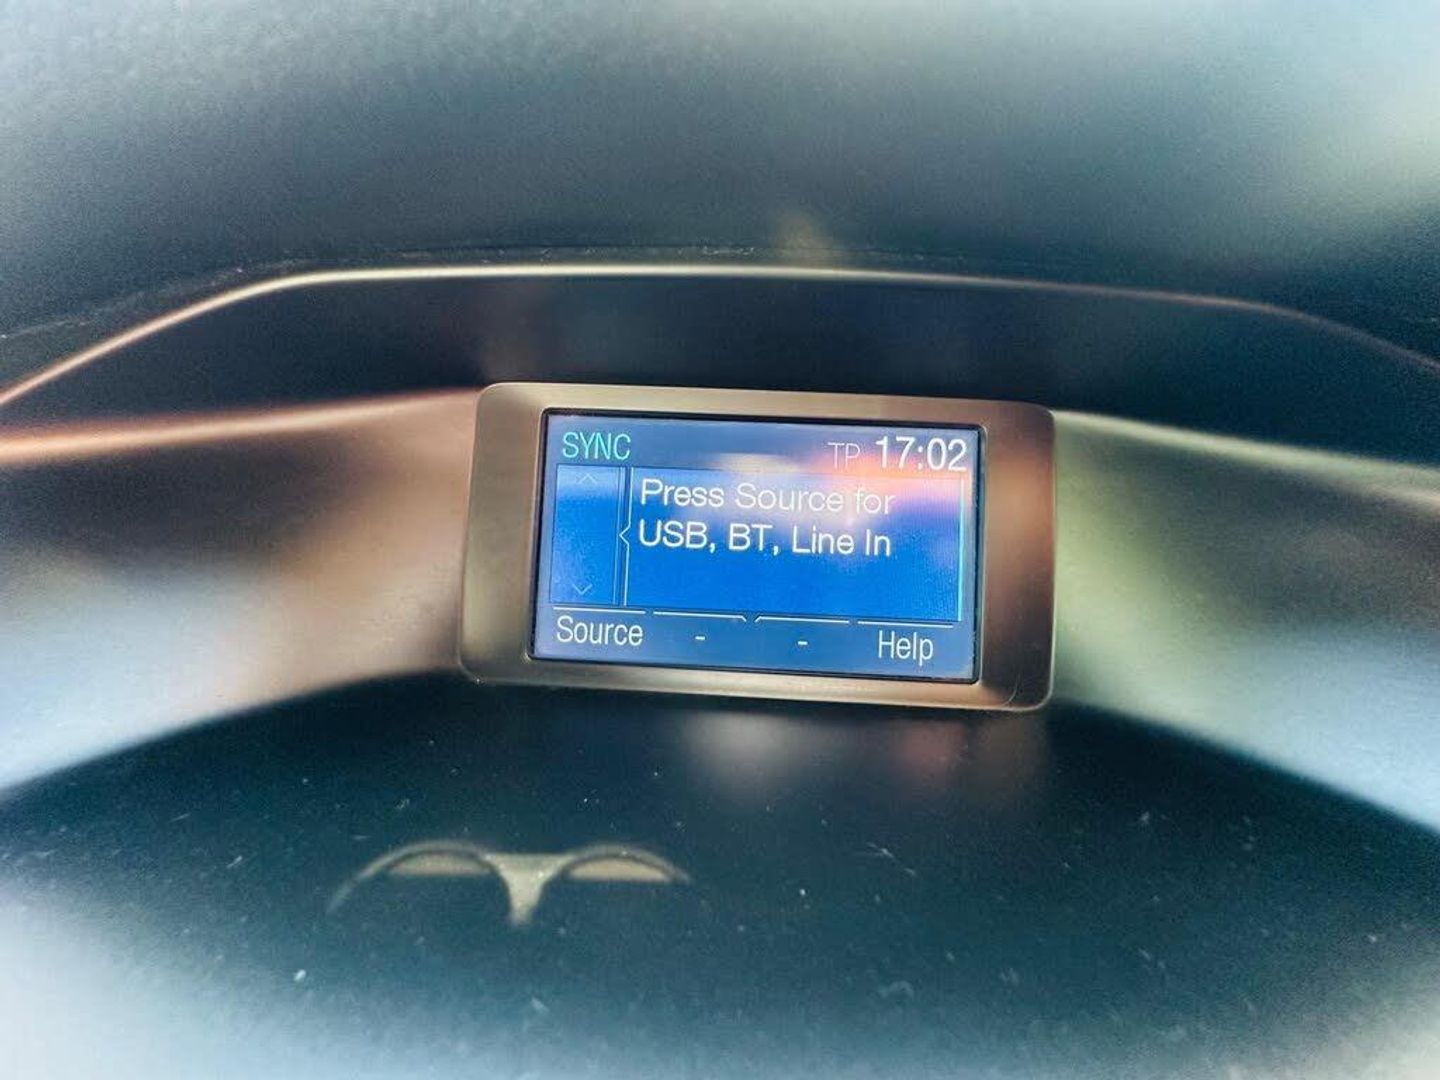 SYNC TP 17:02
Press Source for
USB, BT, Line In
Source - - Help